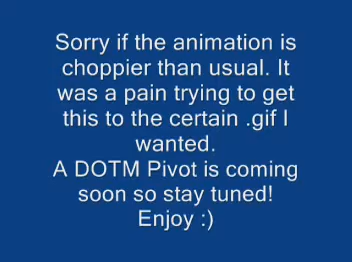 Sorry if the animation is
choppier than usual. It
was a pain trying to get
this to the certain .gif I
wanted.
A DOTM Pivot is coming
soon so stay tuned!
Enjoy :)